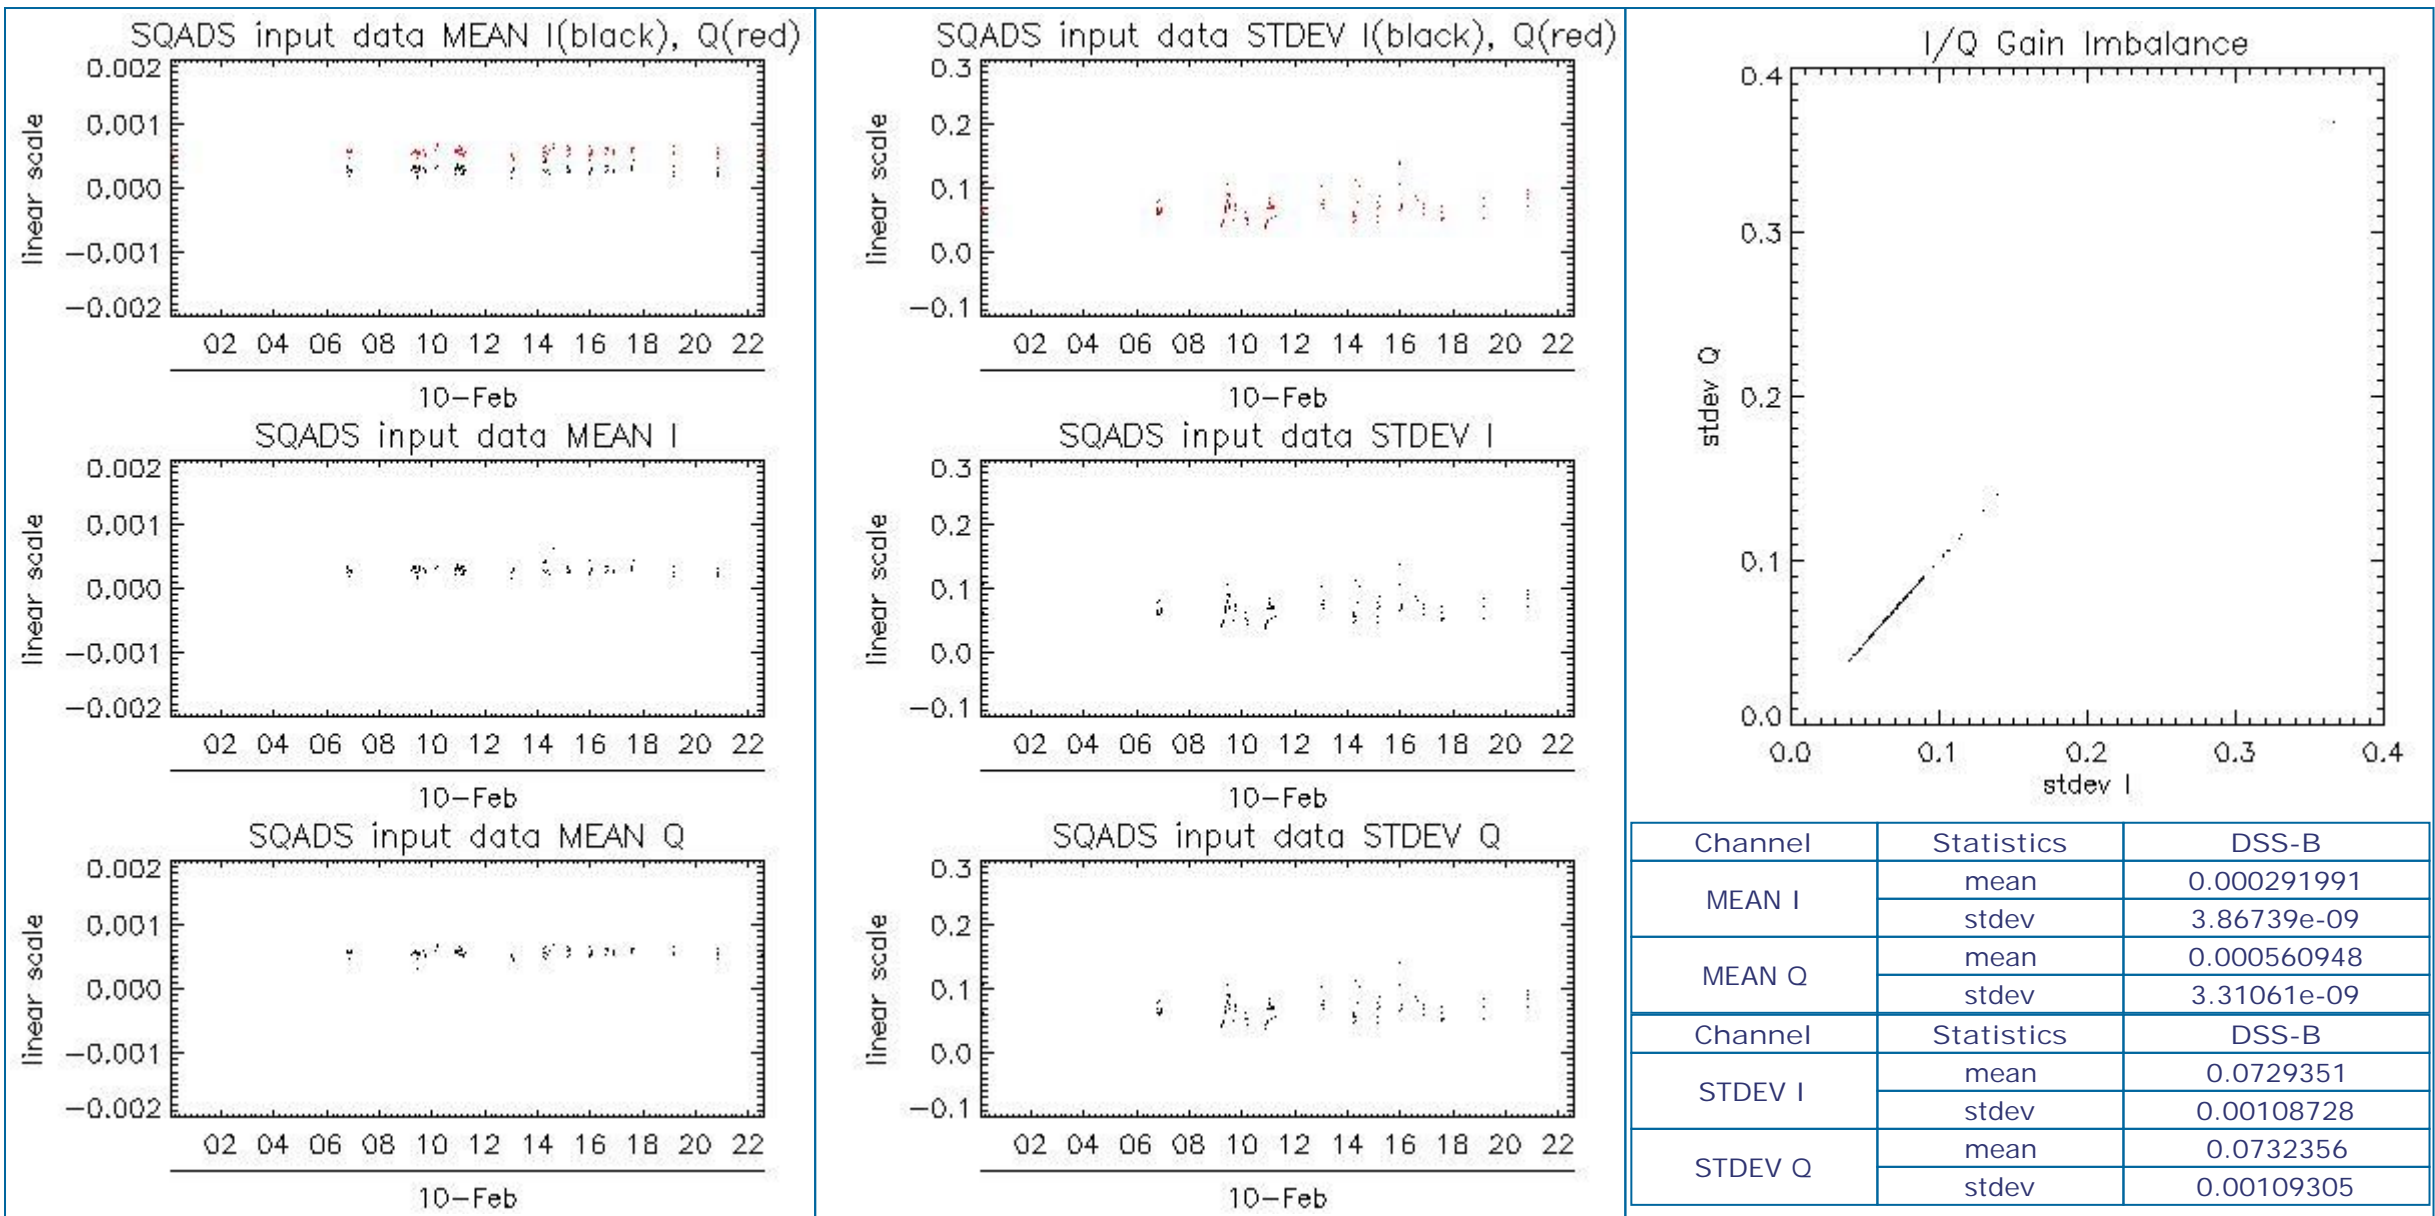 SQADS input data MEAN I(black), Q(red)
0.002
0.001
0.000
-0.001
-0.002
linear scale
02 04 06 08 10 12 14 16 18 20 22
10-Feb
SQADS input data MEAN I
0.002
0.001
0.000
-0.001
-0.002
linear scale
02 04 06 08 10 12 14 16 18 20 22
10-Feb
SQADS input data MEAN Q
0.002
0.001
0.000
-0.001
-0.002
linear scale
02 04 06 08 10 12 14 16 18 20 22
10-Feb
SQADS input data STDEV I(black), Q(red)
0.3
0.2
0.1
0.0
-0.1
linear scale
02 04 06 08 10 12 14 16 18 20 22
10-Feb
SQADS input data STDEV I
0.3
0.2
0.1
0.0
-0.1
linear scale
02 04 06 08 10 12 14 16 18 20 22
10-Feb
SQADS input data STDEV Q
0.3
0.2
0.1
0.0
-0.1
linear scale
02 04 06 08 10 12 14 16 18 20 22
10-Feb
I/Q Gain Imbalance
0.4
0.3
0.2
0.1
0.0
stdev Q
0.0 0.1 0.2 0.3 0.4
stdev I
Channel Statistics DSS-B
MEAN I mean 0.000291991
stdev 3.86739e-09
MEAN Q mean 0.000560948
stdev 3.31061e-09
Channel Statistics DSS-B
STDEV I mean 0.0729351
stdev 0.00108728
STDEV Q mean 0.0732356
stdev 0.00109305